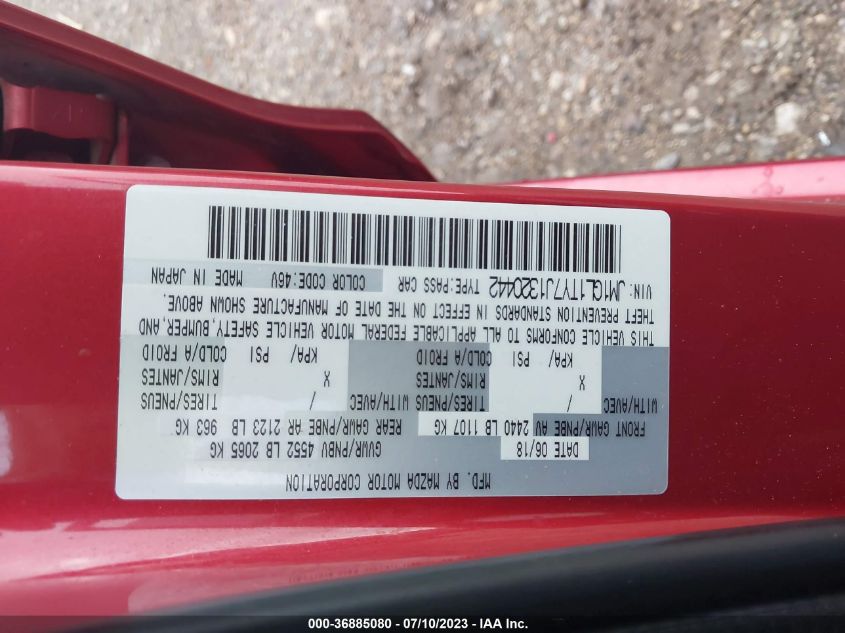 MFD. BY MAZDA MOTOR CORPORATION
DATE 06/18 GVWR/PNBV 4552 LB 2065 KG
FRONT GAWR/PNBE AV 2440 LB 1107 KG REAR GAWR/PNBE AR 2123 LB 963 KG
WITH/AVEC / TIRES/PNEUS WITH/AVEC / TIRES/PNEUS
X RIMS/JANTES X RIMS/JANTES
KPA/ PSI COLD/A FROID KPA/ PSI COLD/A FROID
THIS VEHICLE CONFORMS TO ALL APPLICABLE FEDERAL MOTOR VEHICLE SAFETY, BUMPER, AND
THEFT PREVENTION STANDARDS IN EFFECT ON THE DATE OF MANUFACTURE SHOWN ABOVE.
VIN: JM1GL1TY7J1320442 TYPE:PASS CAR COLOR CODE:46V MADE IN JAPAN
000-36885080 - 07/10/2023 - IAA Inc.